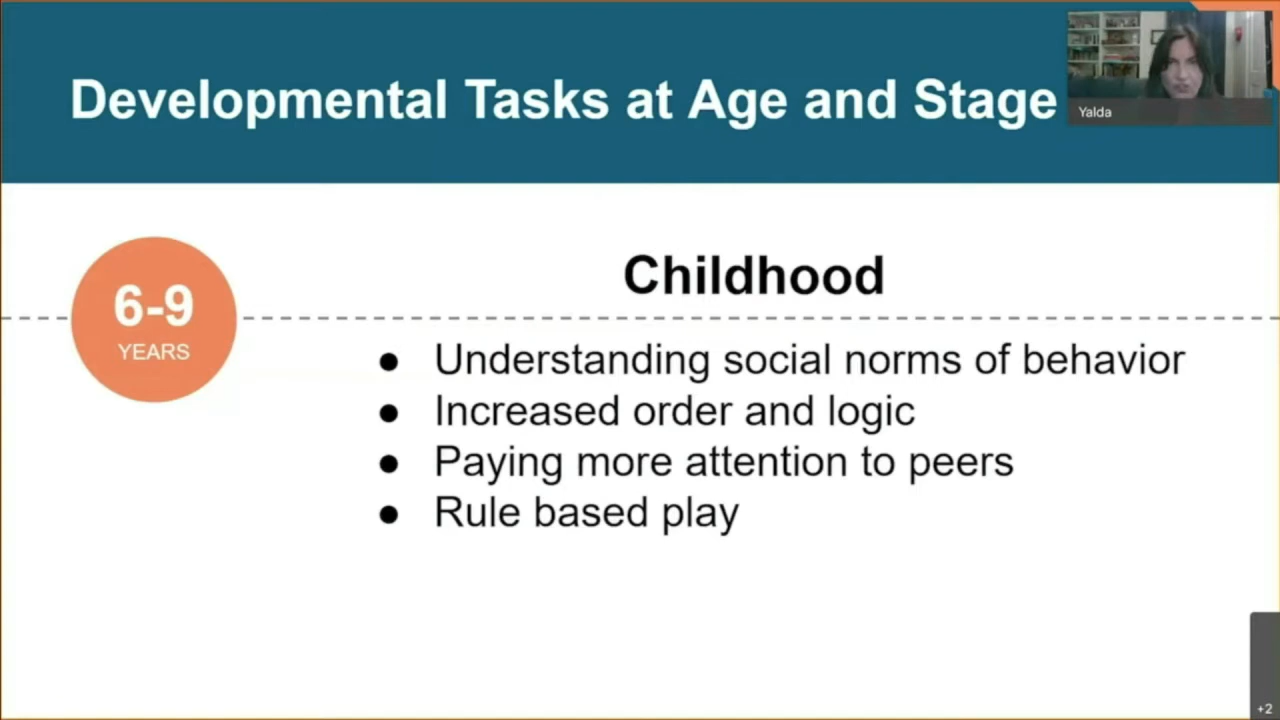 Developmental Tasks at Age and Stage
Yalda
6-9
YEARS
Childhood
● Understanding social norms of behavior
● Increased order and logic
● Paying more attention to peers
● Rule based play
+2